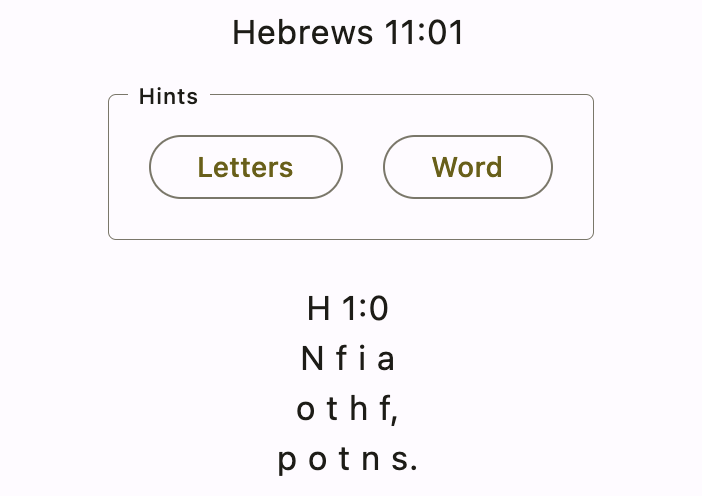 Hebrews 11:01
Hints
Letters Word
H 1:0
N f i a
o t h f,
p o t n s.